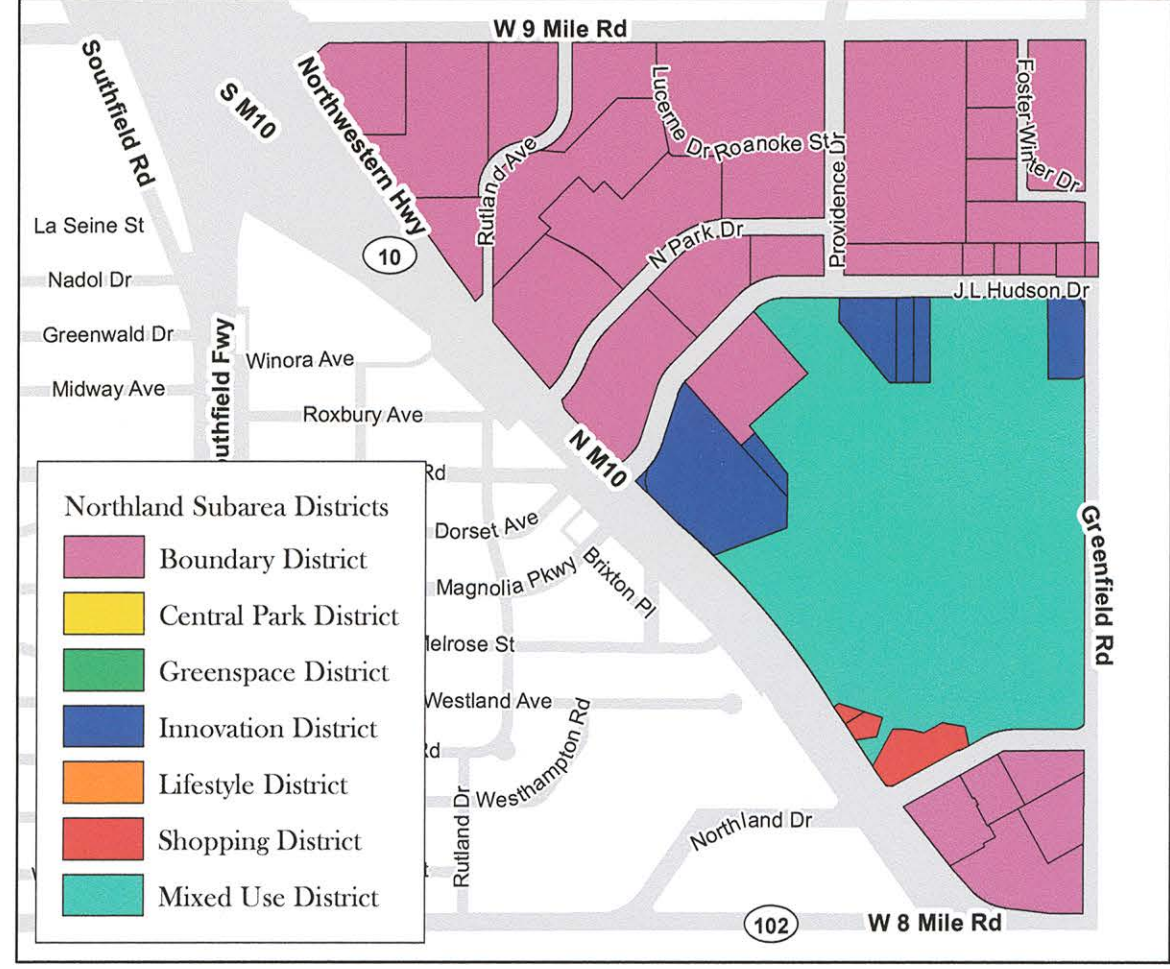 W 9 Mile Rd
Southfield Rd
S M10
Northwestern Hwy
Lucerne Dr
Foster Winter Dr
Rutland Ave
Roanoke St
Providence Dr
La Seine St
N Park Dr
10
Nadol Dr
J L Hudson Dr
Greenwald Dr
Winora Ave
Midway Ave
outhfield Fwy
Roxbury Ave
N M10
Rd
Northland Subarea Districts
Boundary District
Central Park District
Greenspace District
Innovation District
Lifestyle District
Shopping District
Mixed Use District
Dorset Ave
Magnolia Pkwy
Brixton Pl
Greenfield Rd
elrose St
Westland Ave
Rd
Westhampton Rd
Rutland Dr
Northland Dr
102
W 8 Mile Rd